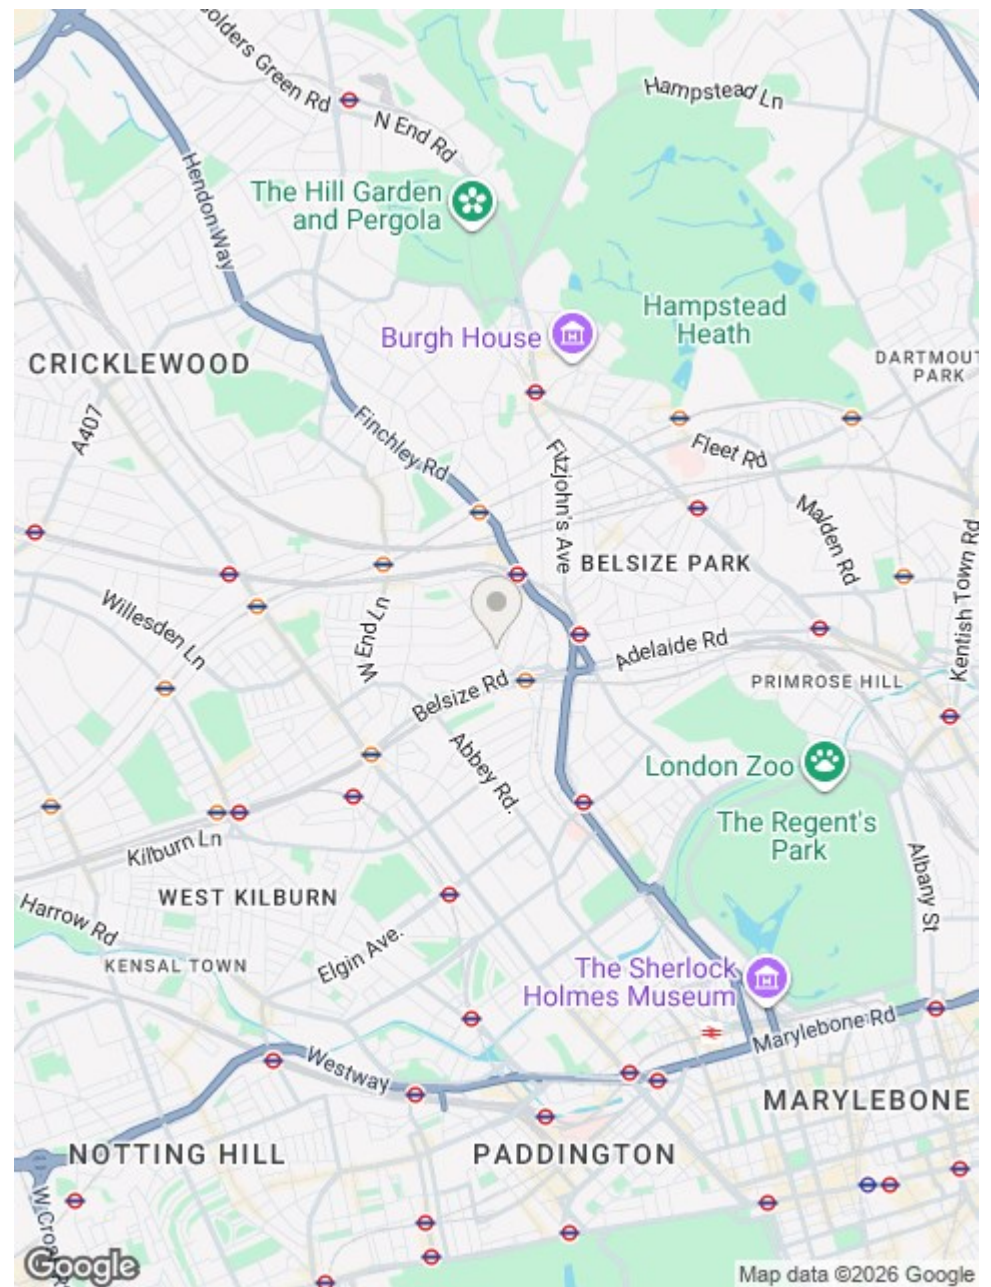 Golders Green Rd
Hampstead Ln
N End Rd
Hendon Way
The Hill Garden
and Pergola
Hampstead
Heath
Burgh House
CRICKLEWOOD
DARTMOUT
PARK
A407
Finchley Rd
Fitzjohn's Ave
Fleet Rd
Malden Rd
Kentish Town Rd
BELSIZE PARK
Willesden Ln
W End Ln
Adelaide Rd
Belsize Rd
PRIMROSE HILL
Abbey Rd.
London Zoo
The Regent's
Park
Kilburn Ln
Albany St
WEST KILBURN
Harrow Rd
Elgin Ave.
KENSAL TOWN
The Sherlock
Holmes Museum
Marylebone Rd
Westway
MARYLEBONE
NOTTING HILL
PADDINGTON
W Cro
Google
Map data ©2026 Google